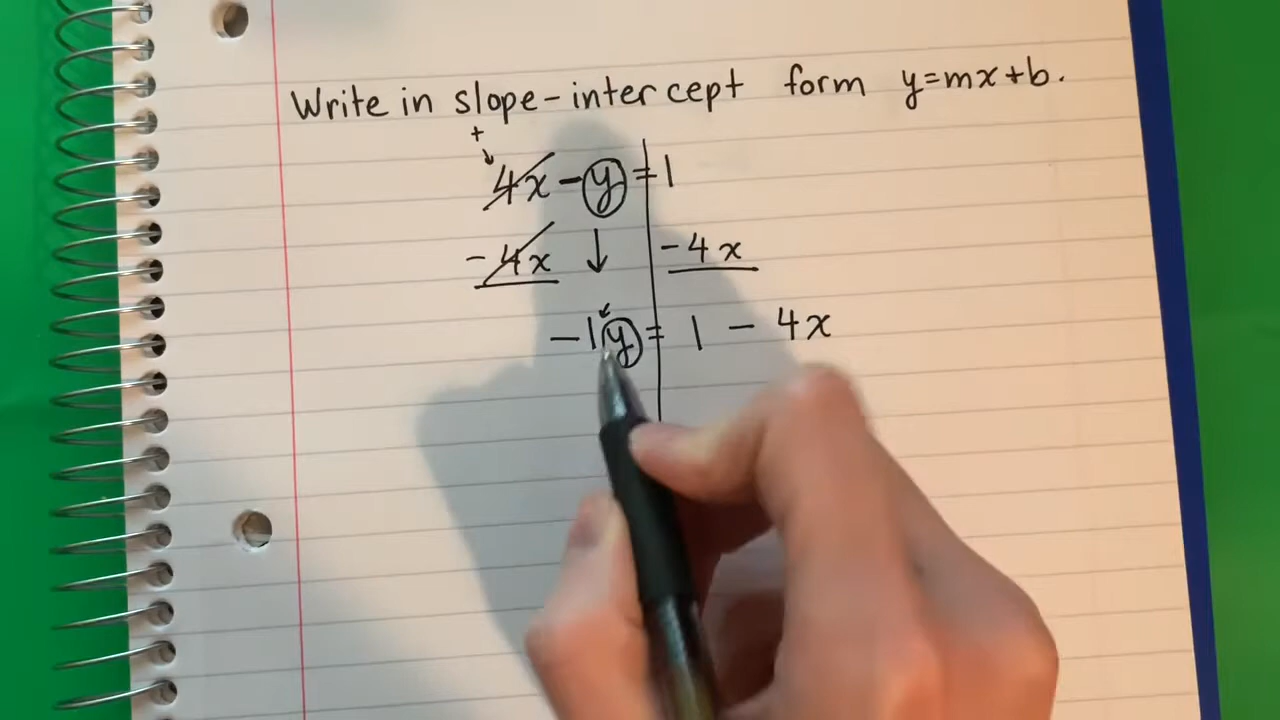 Write in slope-intercept form y=mx+b.
+
4x - y = 1
- 4x - 4x
-1y = 1 - 4x